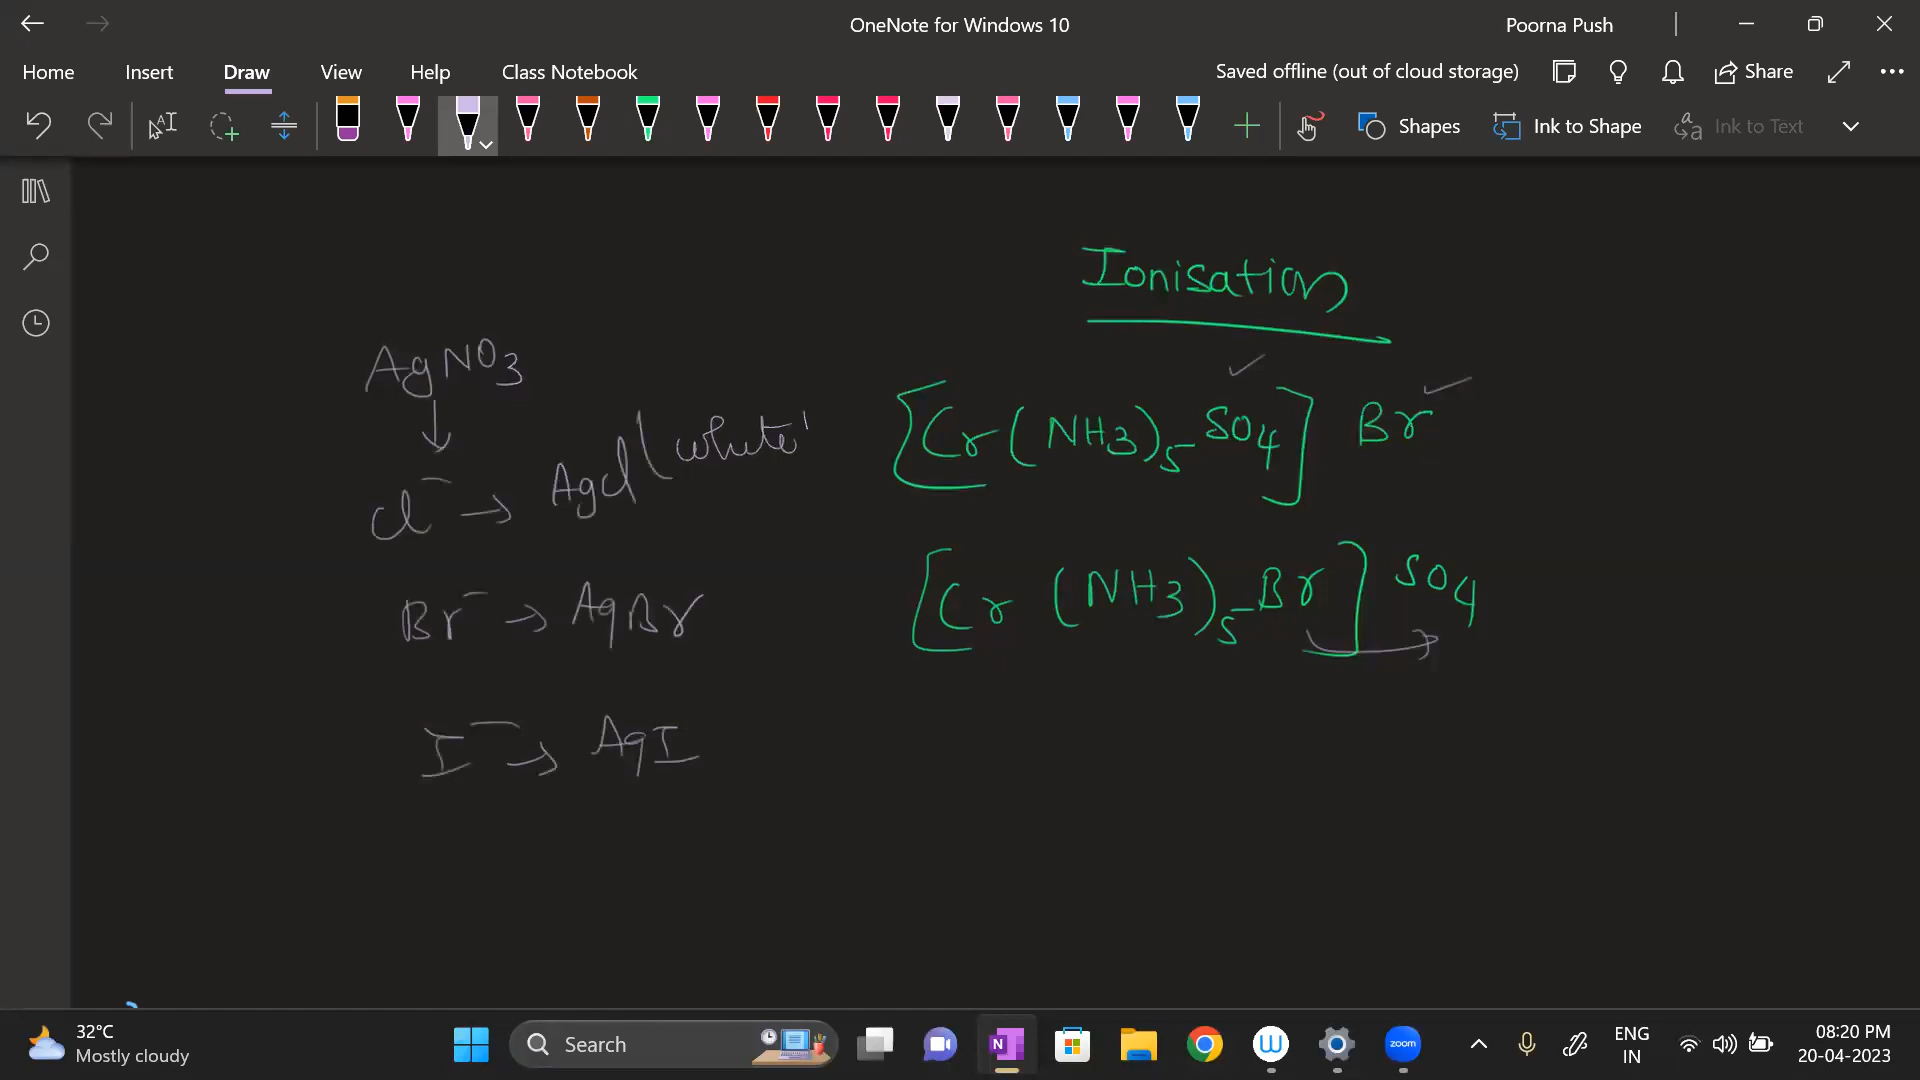 OneNote for Windows 10
Poorna Push
Home Insert Draw View Help Class Notebook
Saved offline (out of cloud storage)
Share
Shapes
Ink to Shape
Ink to Text
Ionisation
AgNO3
Cl⁻ → AgCl (white)
Br⁻ → AgBr
I⁻ → AgI
[Cr(NH3)5 SO4] Br
[Cr (NH3)5 Br] SO4
32°C
Mostly cloudy
Search
zoom
ENG
IN
08:20 PM
20-04-2023